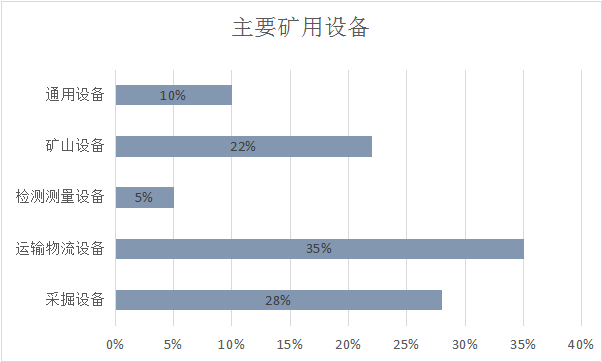 主要矿用设备
通用设备
10%
矿山设备
22%
检测测量设备
5%
运输物流设备
35%
采掘设备
28%
0% 5% 10% 15% 20% 25% 30% 35% 40%